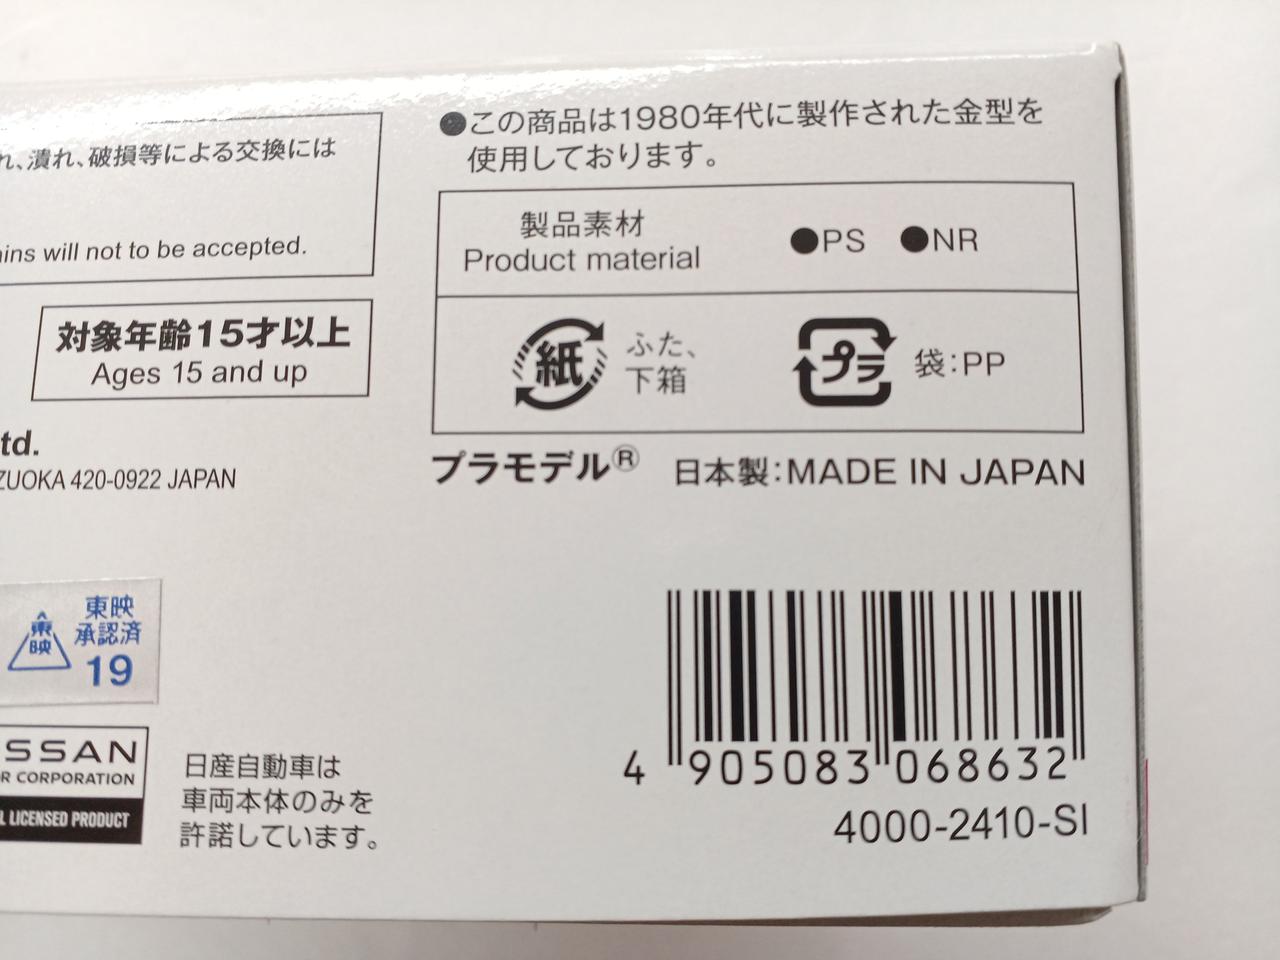 れ、潰れ、破損等による交換には
ins will not to be accepted.
対象年齢15才以上
Ages 15 and up
td.
ZUOKA 420-0922 JAPAN
東映
東映
承認済
19
SSAN
R CORPORATION
L LICENSED PRODUCT
日産自動車は
車両本体のみを
許諾しています。
●この商品は1980年代に製作された金型を
使用しております。
製品素材
Product material
●PS ●NR
紙
ふた、
下箱
プラ
袋:PP
プラモデル® 日本製:MADE IN JAPAN
4 905083 068632
4000-2410-SI